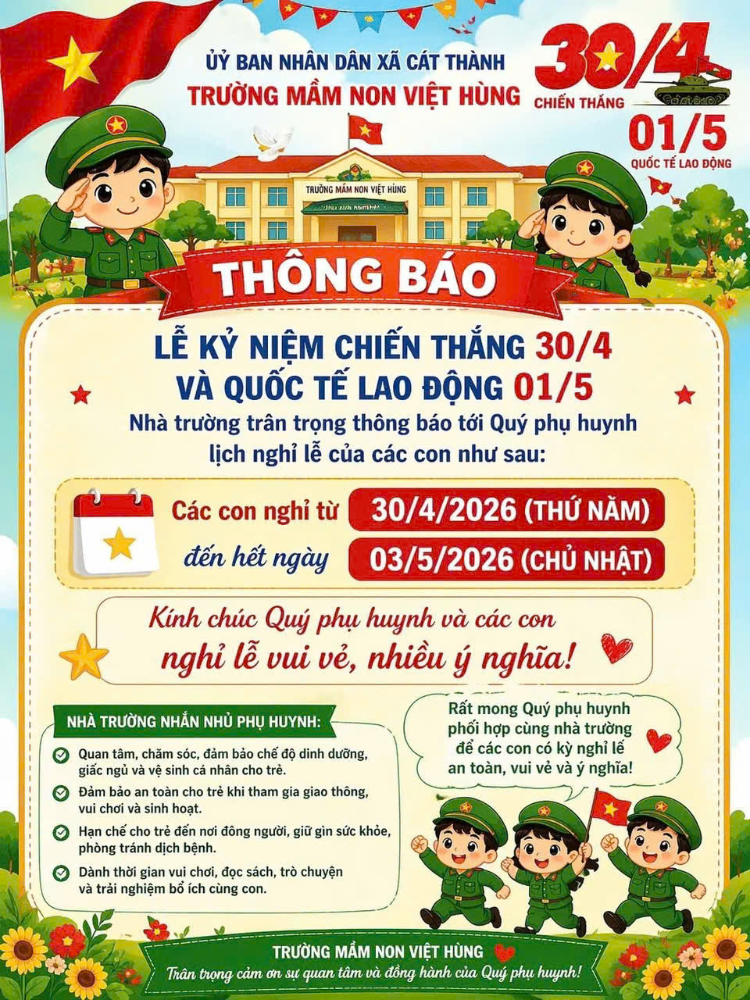 ỦY BAN NHÂN DÂN XÃ CÁT THÀNH
TRƯỜNG MẦM NON VIỆT HÙNG
30/4
CHIẾN THẮNG
01/5
QUỐC TẾ LAO ĐỘNG
TRƯỜNG MẦM NON VIỆT HÙNG
THÔNG BÁO
LỄ KỶ NIỆM CHIẾN THẮNG 30/4
VÀ QUỐC TẾ LAO ĐỘNG 01/5
Nhà trường trân trọng thông báo tới Quý phụ huynh
lịch nghỉ lễ của các con như sau:
Các con nghỉ từ 30/4/2026 (THỨ NĂM)
đến hết ngày 03/5/2026 (CHỦ NHẬT)
Kính chúc Quý phụ huynh và các con
nghỉ lễ vui vẻ, nhiều ý nghĩa!
NHÀ TRƯỜNG NHẮN NHỦ PHỤ HUYNH:
Quan tâm, chăm sóc, đảm bảo chế độ dinh dưỡng,
giấc ngủ và vệ sinh cá nhân cho trẻ.
Đảm bảo an toàn cho trẻ khi tham gia giao thông,
vui chơi và sinh hoạt.
Hạn chế cho trẻ đến nơi đông người, giữ gìn sức khỏe,
phòng tránh dịch bệnh.
Dành thời gian vui chơi, đọc sách, trò chuyện
và trải nghiệm bổ ích cùng con.
Rất mong Quý phụ huynh
phối hợp cùng nhà trường
để các con có kỳ nghỉ lế
an toàn, vui vẻ và ý nghĩa!
TRƯỜNG MẦM NON VIỆT HÙNG
Trân trọng cảm ơn sự quan tâm và đồng hành của Quý phụ huynh!